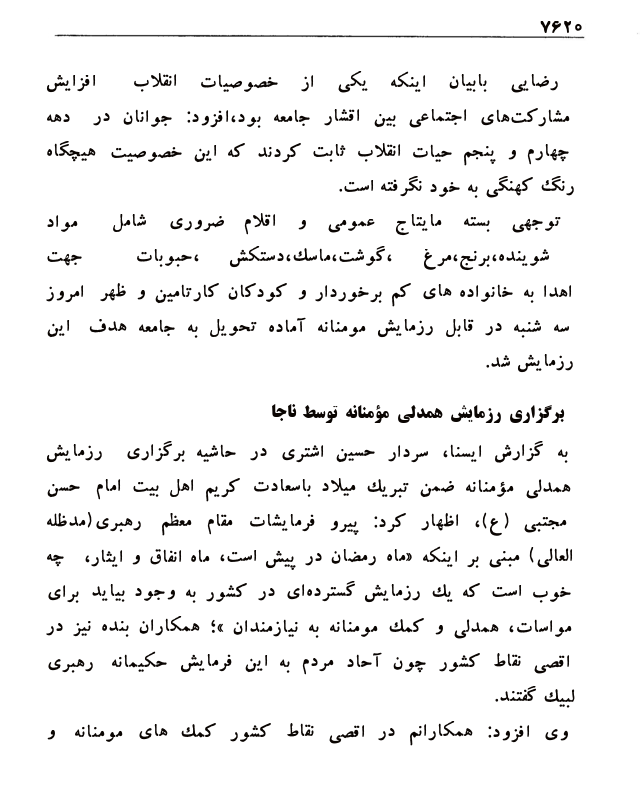 ۷۶۲۰
رضایی بابیان اینکه یکی از خصوصیات انقلاب افزایش
مشارکت‌های اجتماعی بین اقشار جامعه بود،افزود: جوانان در دهه
چهارم و پنجم حیات انقلاب ثابت کردند که این خصوصیت هیچگاه
رنگ کهنگی به خود نگرفته است.
توجهی بسته مایتاج عمومی و اقلام ضروری شامل مواد
شوینده،برنج،مرغ ،گوشت،ماسك،دستکش ،حبوبات جهت
اهدا به خانواده های کم برخوردار و کودکان کارتامین و ظهر امروز
سه شنبه در قابل رزمایش مومنانه آماده تحویل به جامعه هدف این
رزمایش شد.
برگزاری رزمایش همدلی مؤمنانه توسط ناجا
به گزارش ایسنا، سردار حسین اشتری در حاشیه برگزاری رزمایش
همدلی مؤمنانه ضمن تبریك میلاد باسعادت کریم اهل بیت امام حسن
مجتبی (ع)، اظهار کرد: پیرو فرمایشات مقام معظم رهبری(مدظله
العالی) مبنی بر اینکه «ماه رمضان در پیش است، ماه انفاق و ایثار، چه
خوب است که یك رزمایش گسترده‌ای در کشور به وجود بیاید برای
مواسات، همدلی و کمك مومنانه به نیازمندان »؛ همکاران بنده نیز در
اقصی نقاط کشور چون آحاد مردم به این فرمایش حکیمانه رهبری
لبیك گفتند.
وی افزود: همکارانم در اقصی نقاط کشور کمك های مومنانه و